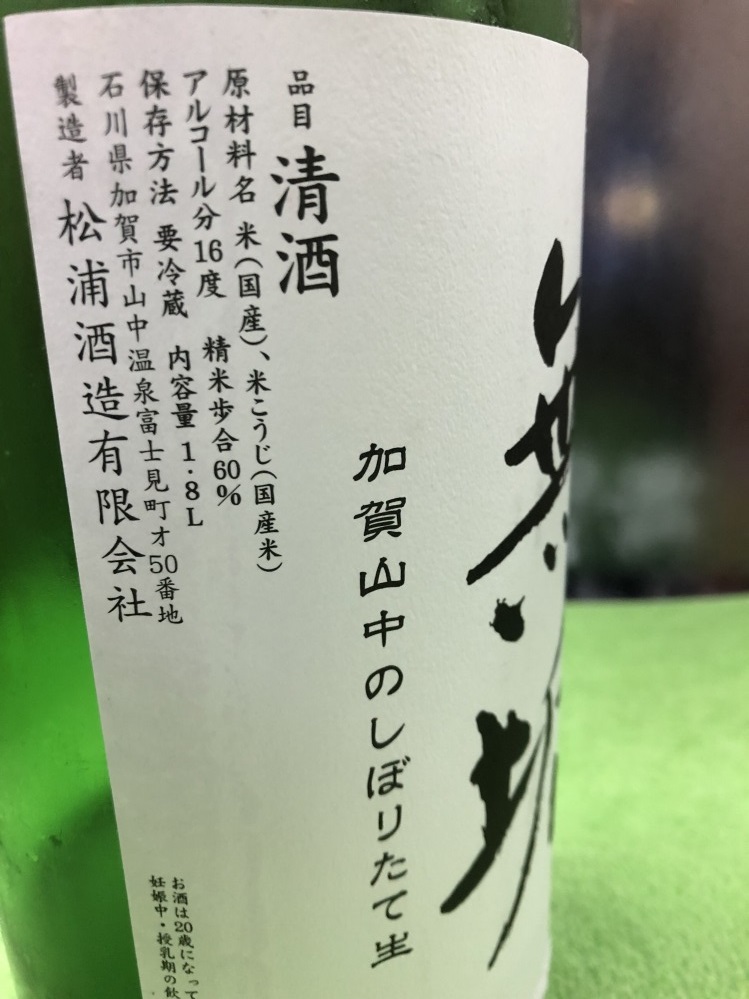 無垢
加賀山中のしぼりたて生
品目 清酒
原材料名 米(国産)、米こうじ(国産米)
アルコール分16度 精米歩合60%
保存方法 要冷蔵 内容量 1.8L
石川県加賀市山中温泉富士見町オ50番地
製造者 松浦酒造有限会社
お酒は20歳になって
妊娠中・授乳期の飲